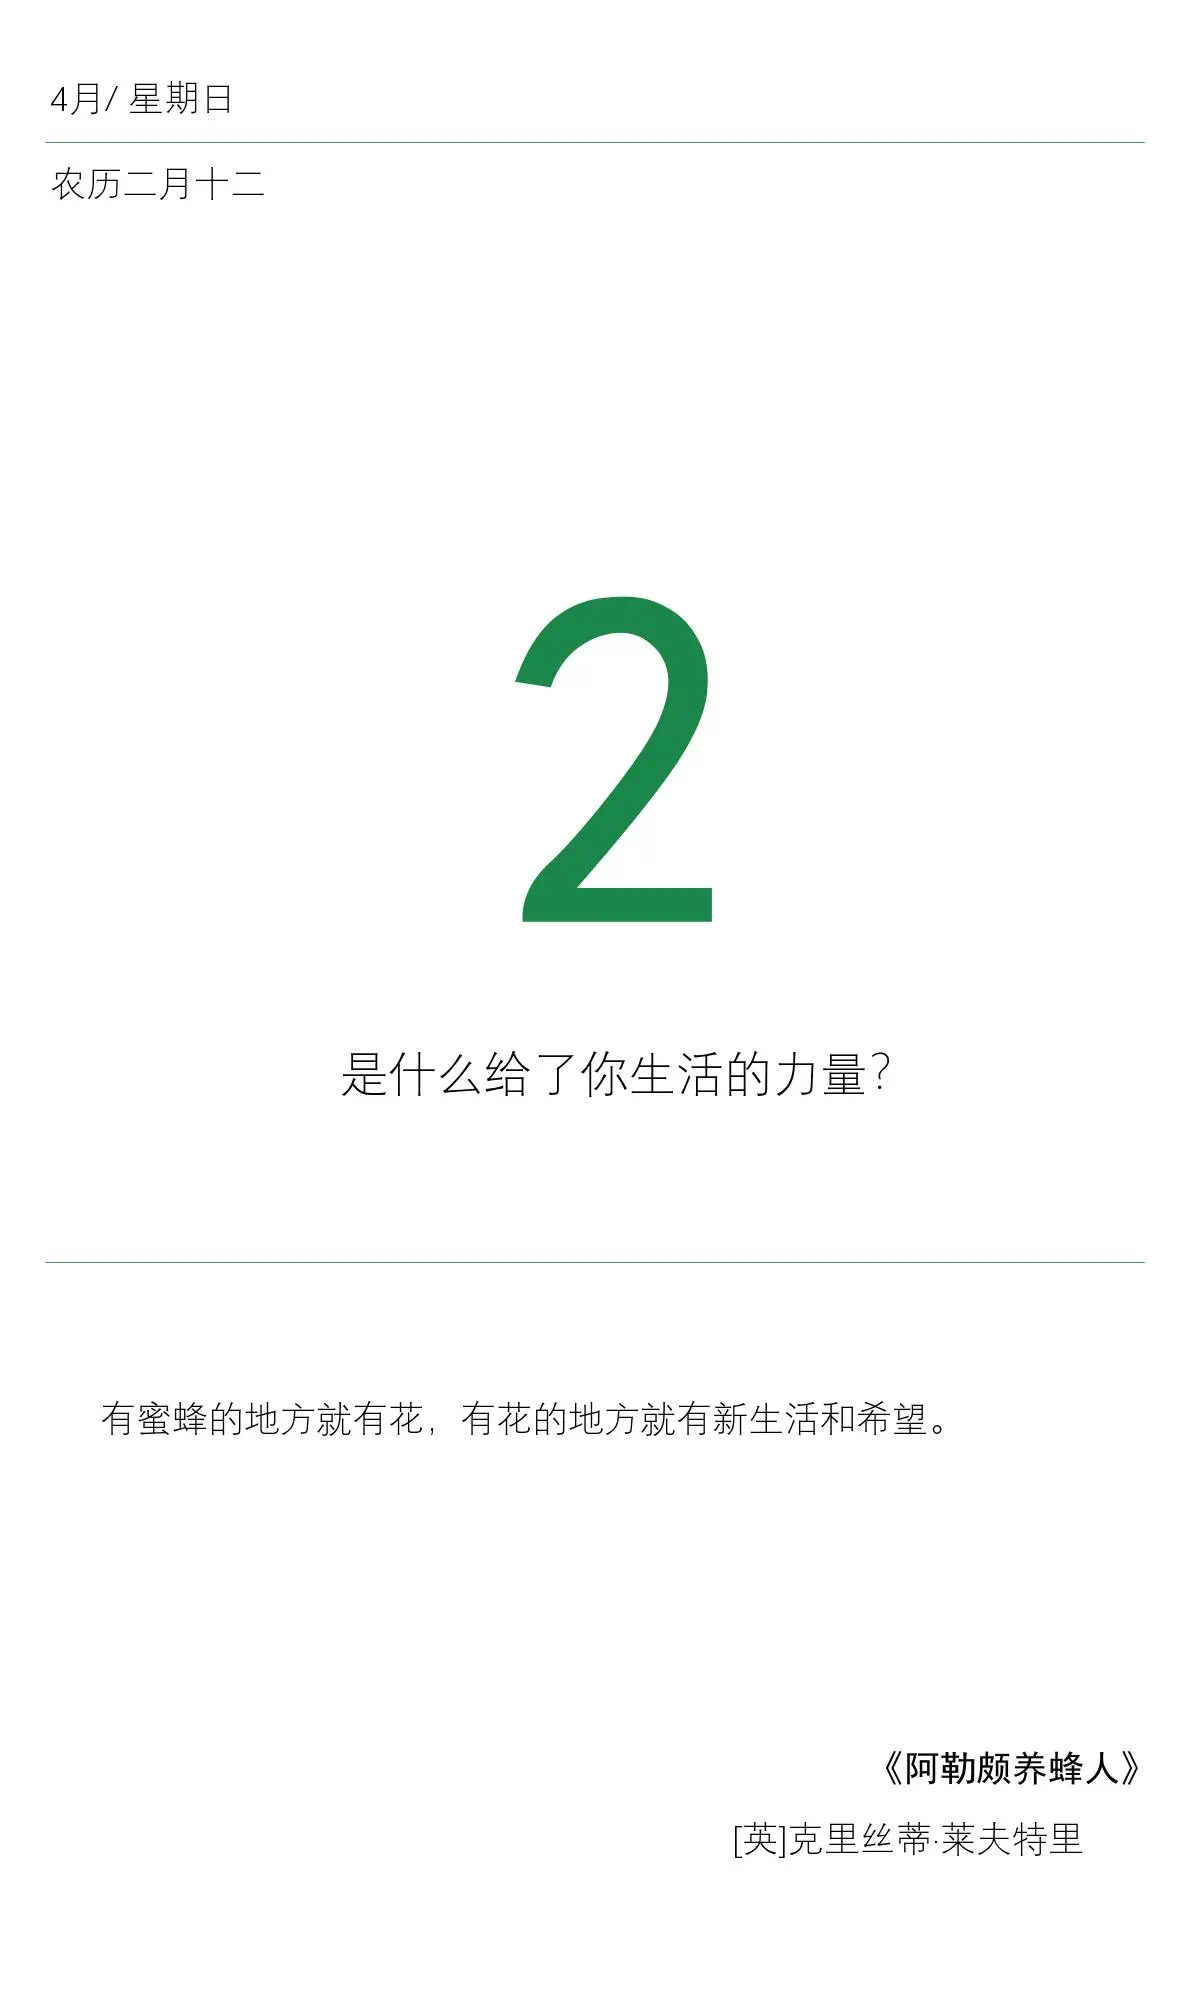 4月/ 星期日
农历二月十二
2
是什么给了你生活的力量？
有蜜蜂的地方就有花，有花的地方就有新生活和希望。
《阿勒颇养蜂人》
[英]克里丝蒂·莱夫特里